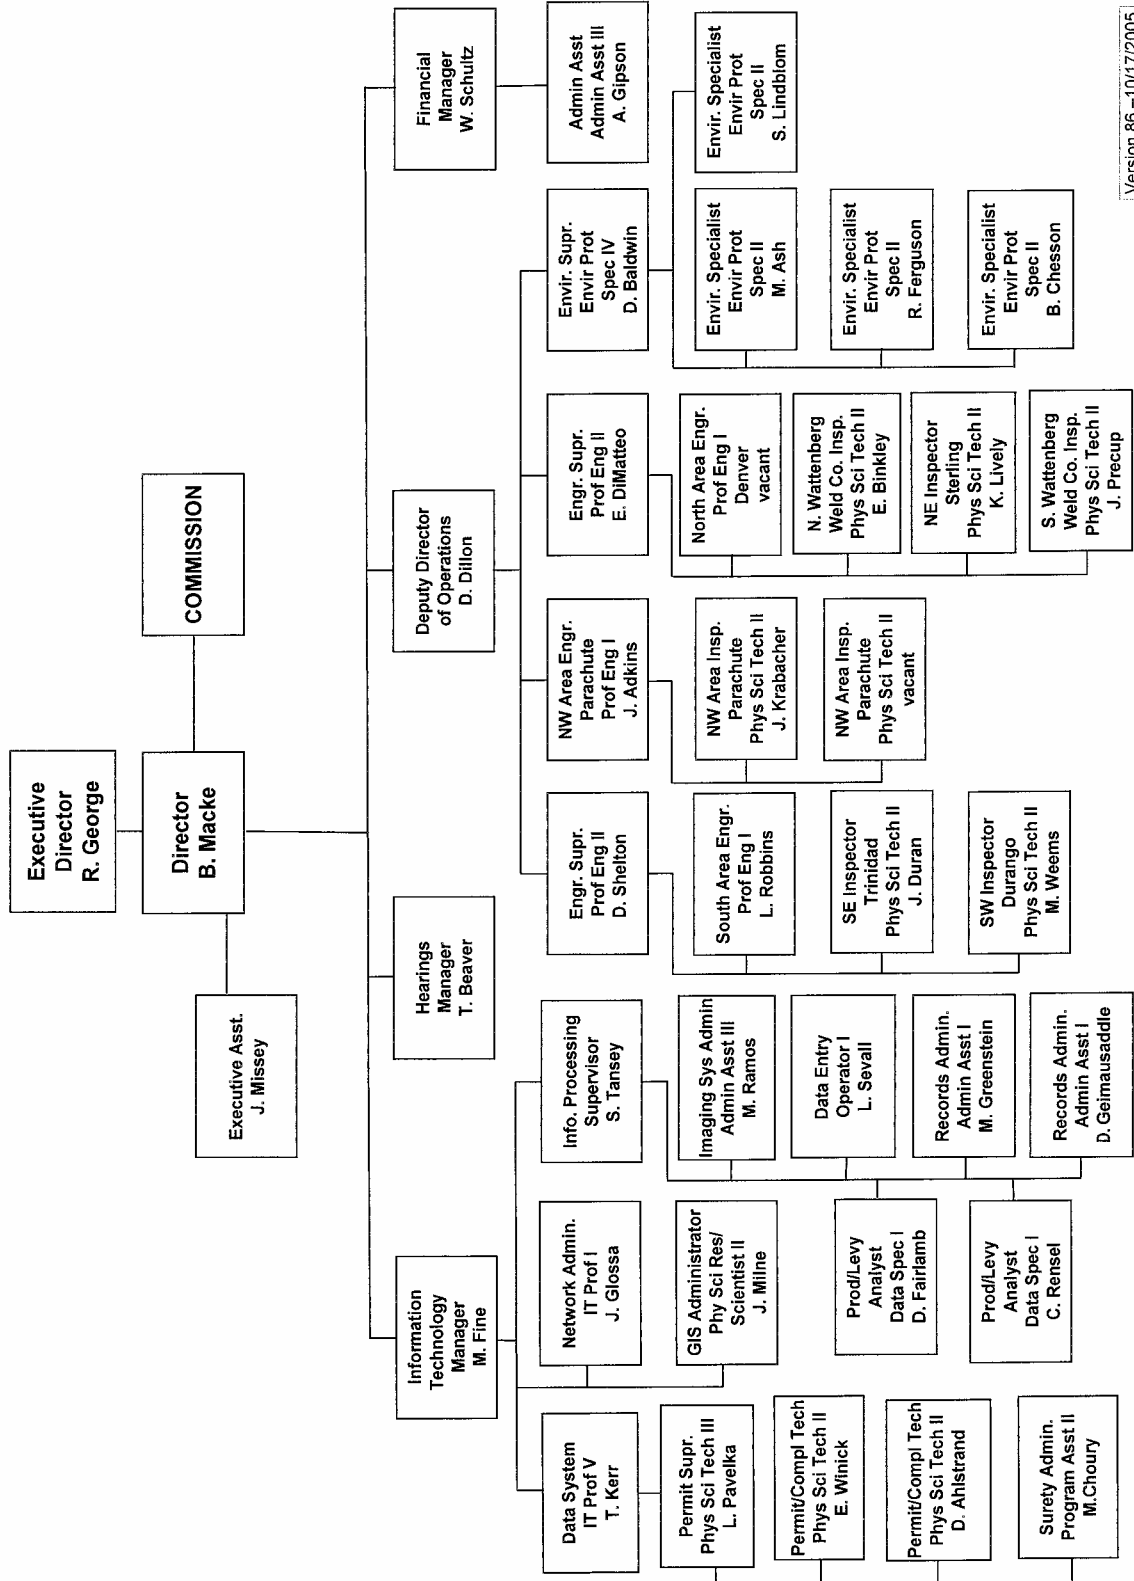 Executive
Director
R. George
Director
B. Macke
COMMISSION
Executive Asst.
J. Missey
Information
Technology
Manager
M. Fine
Hearings
Manager
T. Beaver
Deputy Director
of Operations
D. Dillon
Financial
Manager
W. Schultz
Data System
IT Prof V
T. Kerr
Network Admin.
IT Prof I
J. Glossa
Info. Processing
Supervisor
S. Tansey
Engr. Supr.
Prof Eng II
D. Shelton
NW Area Engr.
Parachute
Prof Eng I
J. Adkins
Engr. Supr.
Prof Eng II
E. DiMatteo
Envir. Supr.
Envir Prot
Spec IV
D. Baldwin
Admin Asst
Admin Asst III
A. Gipson
Permit Supr.
Phys Sci Tech III
L. Pavelka
GIS Administrator
Phy Sci Res/
Scientist II
J. Milne
Imaging Sys Admin
Admin Asst III
M. Ramos
South Area Engr.
Prof Eng I
L. Robbins
NW Area Insp.
Parachute
Phys Sci Tech II
J. Krabacher
North Area Engr.
Prof Eng I
Denver
vacant
Envir. Specialist
Envir Prot
Spec II
M. Ash
Envir. Specialist
Envir Prot
Spec II
S. Lindblom
Permit/Compl Tech
Phys Sci Tech II
E. Winick
Prod/Levy
Analyst
Data Spec I
D. Fairlamb
Data Entry
Operator I
L. Sevall
SE Inspector
Trinidad
Phys Sci Tech II
J. Duran
NW Area Insp.
Parachute
Phys Sci Tech II
vacant
N. Wattenberg
Weld Co. Insp.
Phys Sci Tech II
E. Binkley
Envir. Specialist
Envir Prot
Spec II
R. Ferguson
Permit/Compl Tech
Phys Sci Tech II
D. Ahlstrand
Prod/Levy
Analyst
Data Spec I
C. Rensel
Records Admin.
Admin Asst I
M. Greenstein
SW Inspector
Durango
Phys Sci Tech II
M. Weems
NE Inspector
Sterling
Phys Sci Tech II
K. Lively
Envir. Specialist
Envir Prot
Spec II
B. Chesson
Surety Admin.
Program Asst II
M.Choury
Records Admin.
Admin Asst I
D. Geimausaddle
S. Wattenberg
Weld Co. Insp.
Phys Sci Tech II
J. Precup
Version 86 –10/17/2005